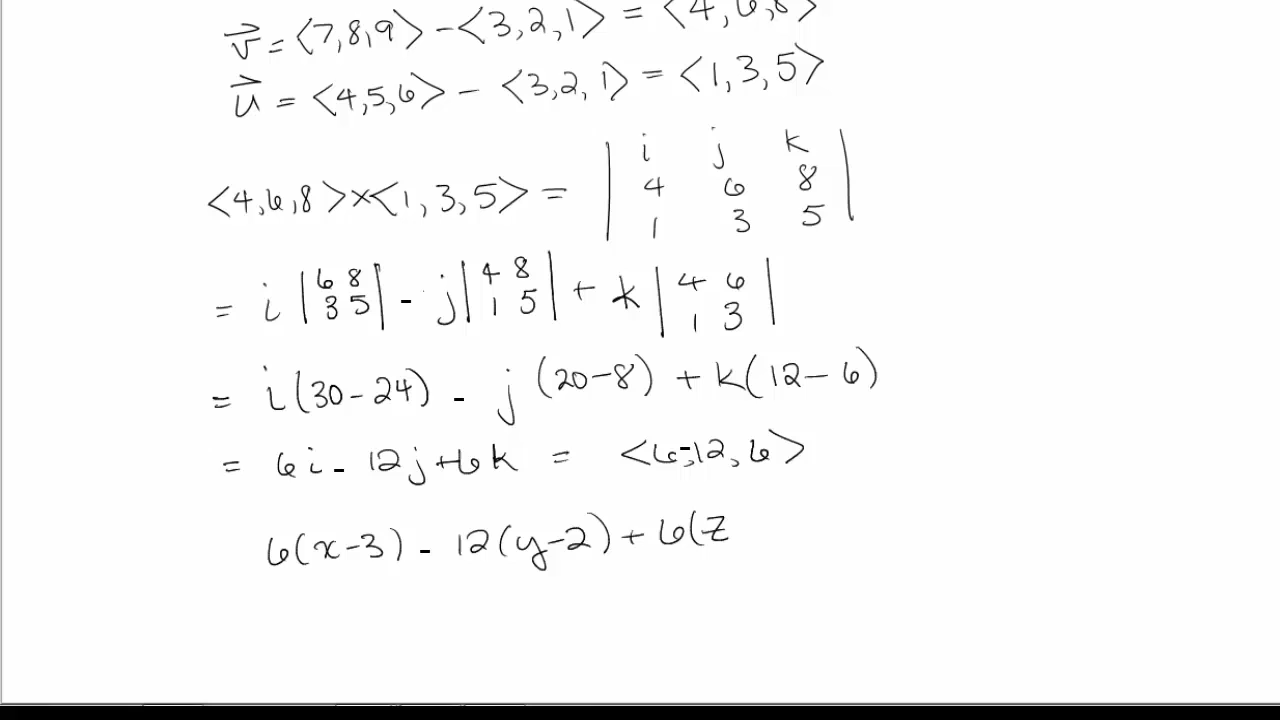 v = <7,8,9> - <3,2,1> = <4,6,8>
u = <4,5,6> - <3,2,1> = <1,3,5>
i j k
<4,6,8>×<1,3,5> = | 4 6 8 |
1 3 5
= i |6 8| - j |4 8| + k |4 6|
|3 5| |1 5| |1 3|
= i(30-24) - j(20-8) + k(12-6)
= 6i - 12j + 6k = <6,-12,6>
6(x-3) - 12(y-2) + 6(z